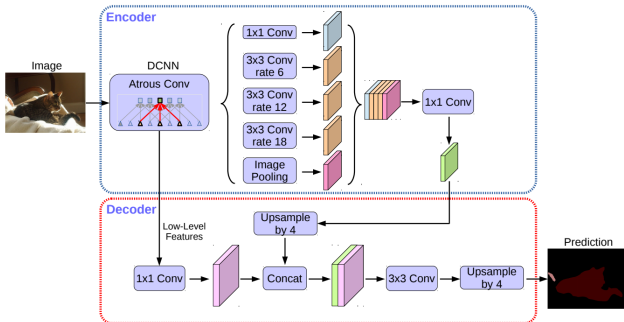 Encoder
Image
DCNN
Atrous Conv
1x1 Conv
3x3 Conv
rate 6
3x3 Conv
rate 12
3x3 Conv
rate 18
Image
Pooling
1x1 Conv
Decoder
Low-Level
Features
Upsample
by 4
1x1 Conv
Concat
3x3 Conv
Upsample
by 4
Prediction